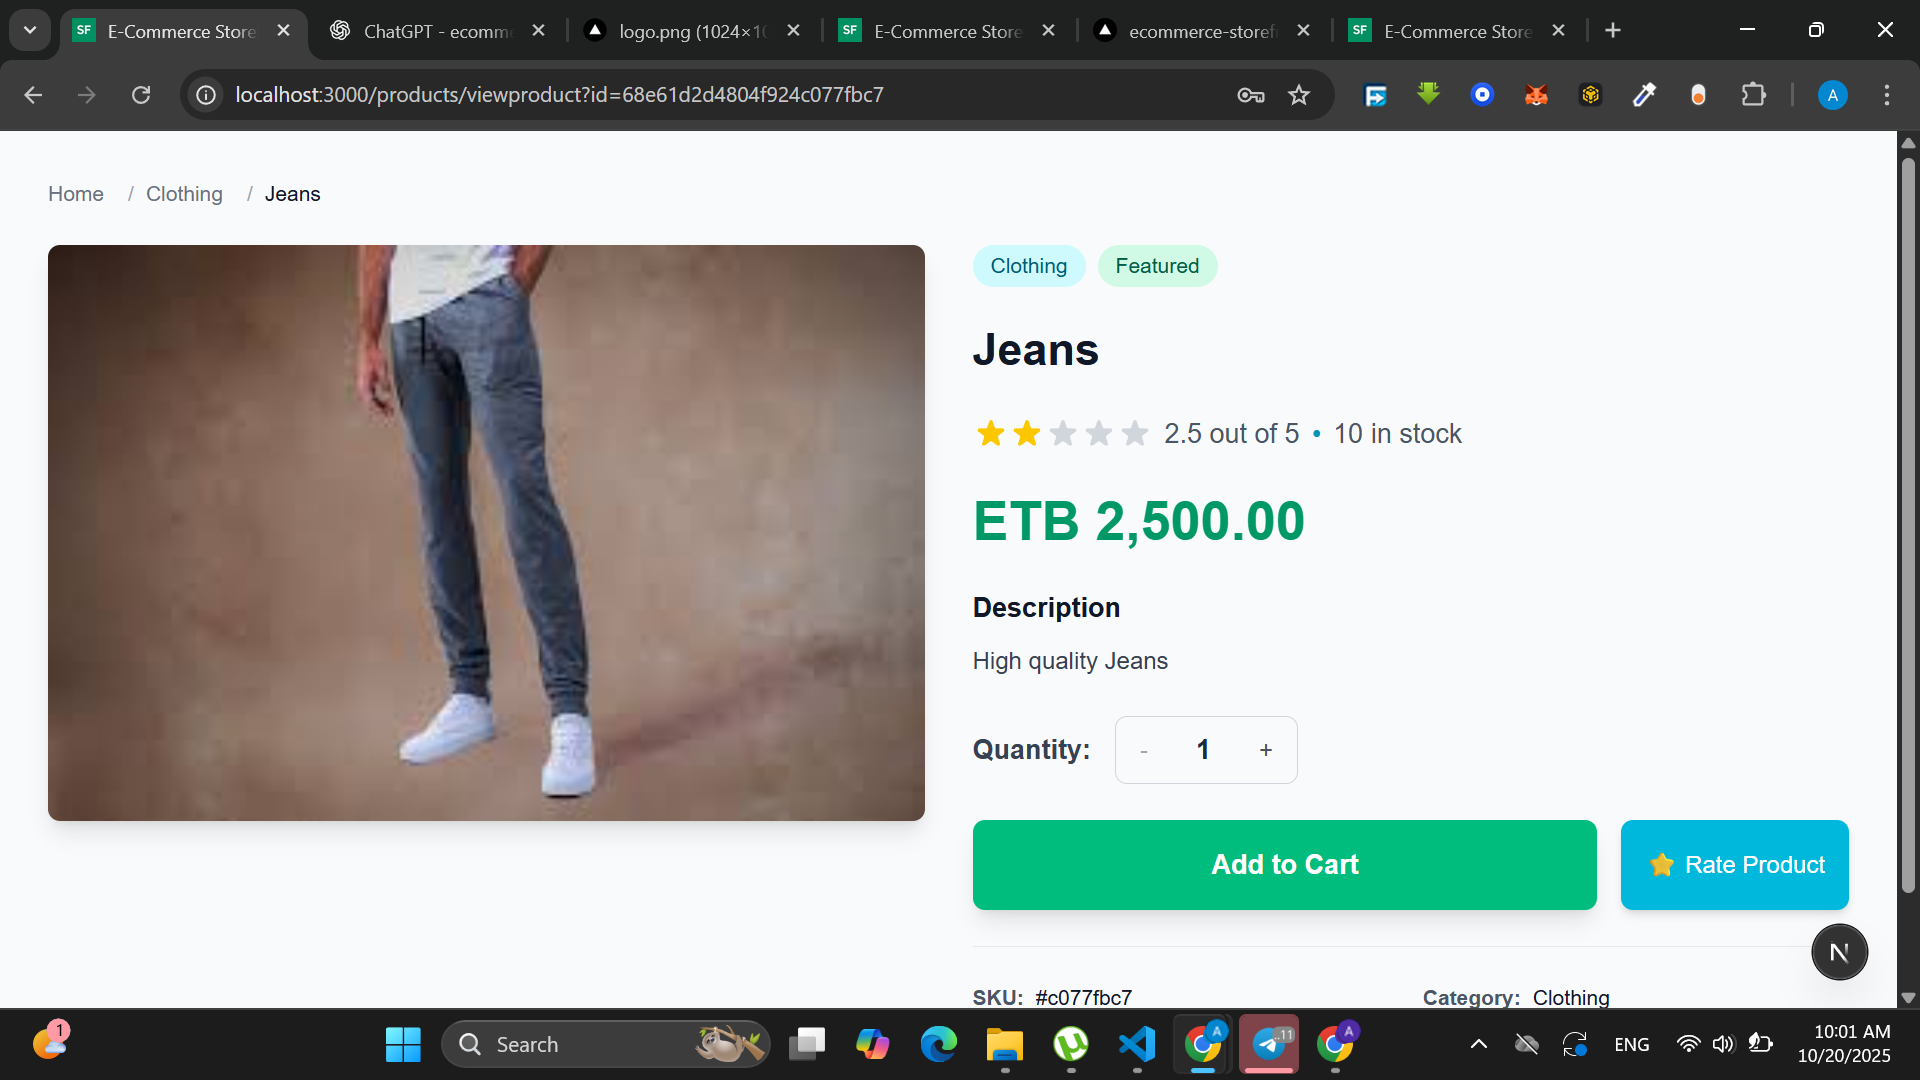 SF E-Commerce Store
ChatGPT - ecomme
logo.png (1024×10
SF E-Commerce Store
ecommerce-storef
SF E-Commerce Store
localhost:3000/products/viewproduct?id=68e61d2d4804f924c077fbc7
A
Home / Clothing / Jeans
Clothing
Featured
Jeans
2.5 out of 5 • 10 in stock
ETB 2,500.00
Description
High quality Jeans
Quantity: - 1 +
Add to Cart
Rate Product
N
SKU: #c077fbc7
Category: Clothing
1
Search
A
..11
A
ENG
10:01 AM
10/20/2025